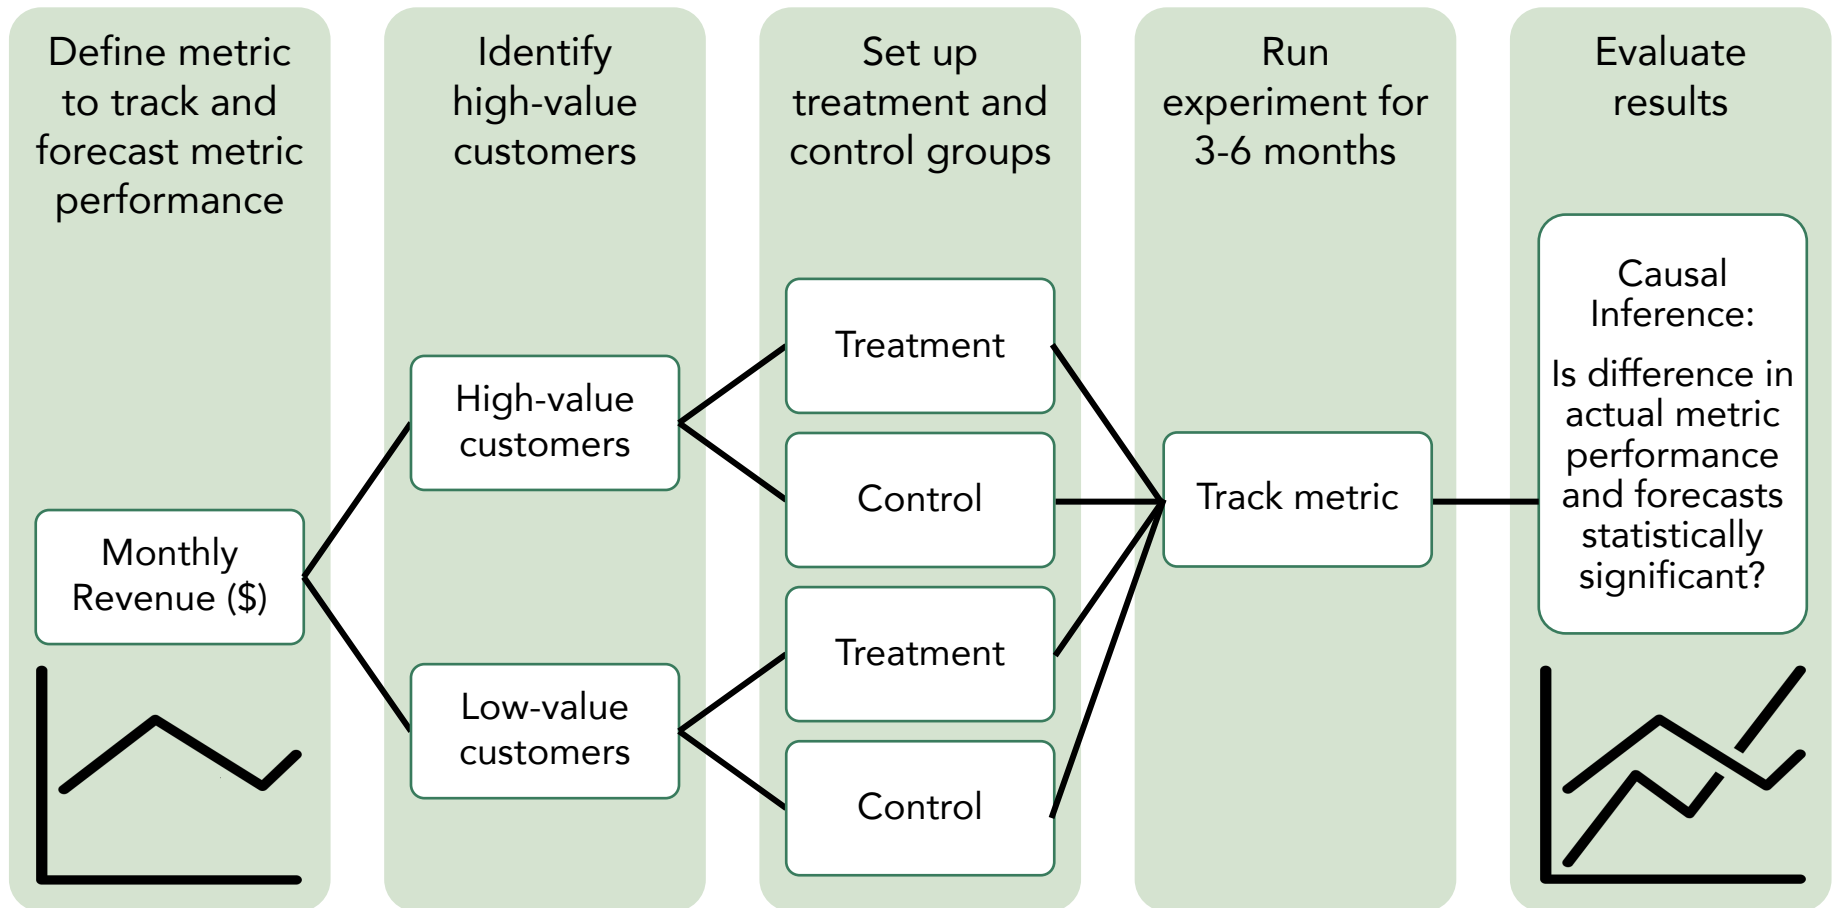 Define metric
to track and
forecast metric
performance
Identify
high-value
customers
Set up
treatment and
control groups
Run
experiment for
3-6 months
Evaluate
results
Monthly
Revenue ($)
High-value
customers
Low-value
customers
Treatment
Control
Treatment
Control
Track metric
Causal
Inference:
Is difference in
actual metric
performance
and forecasts
statistically
significant?